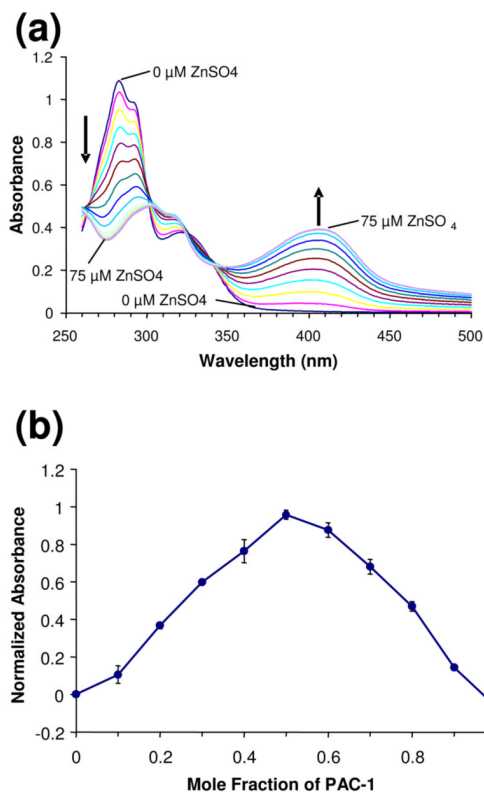 (a)
1.2
1
0.8
0.6
0.4
0.2
0
Absorbance
0 µM ZnSO4
75 µM ZnSO 4
75 µM ZnSO4
0 µM ZnSO4
250 300 350 400 450 500
Wavelength (nm)
(b)
1.2
1
0.8
0.6
0.4
0.2
0
-0.2
Normalized Absorbance
0 0.2 0.4 0.6 0.8
Mole Fraction of PAC-1